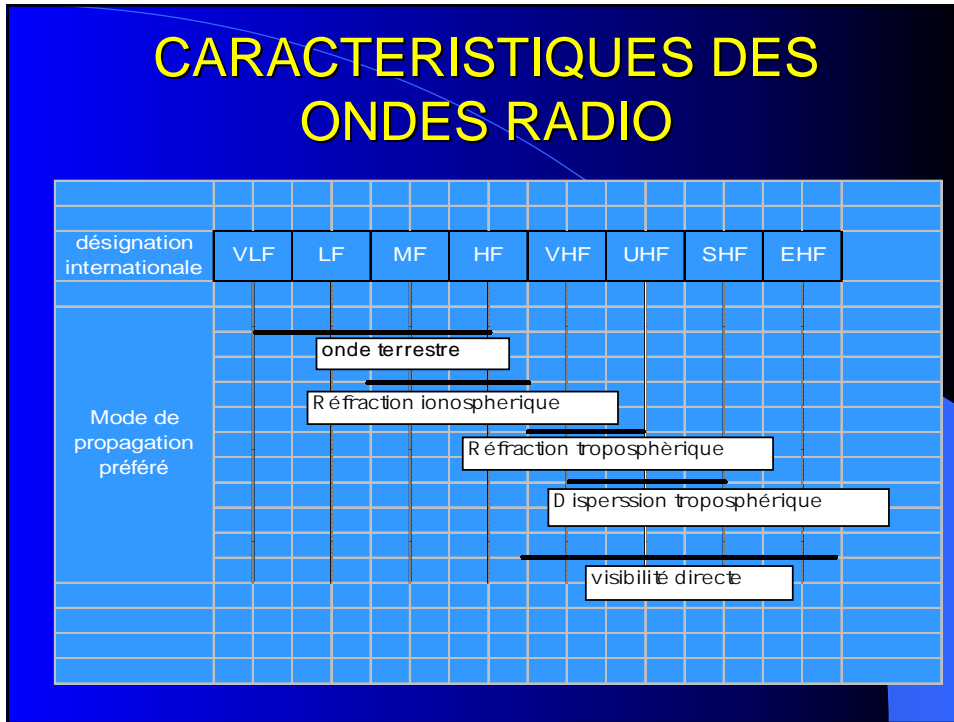 CARACTERISTIQUES DES
ONDES RADIO
désignation
internationale
VLF LF MF HF VHF UHF SHF EHF
Mode de
propagation
préféré
onde terrestre
Réfraction ionospherique
Réfraction troposphèrique
Disperssion troposphérique
visibilité directe